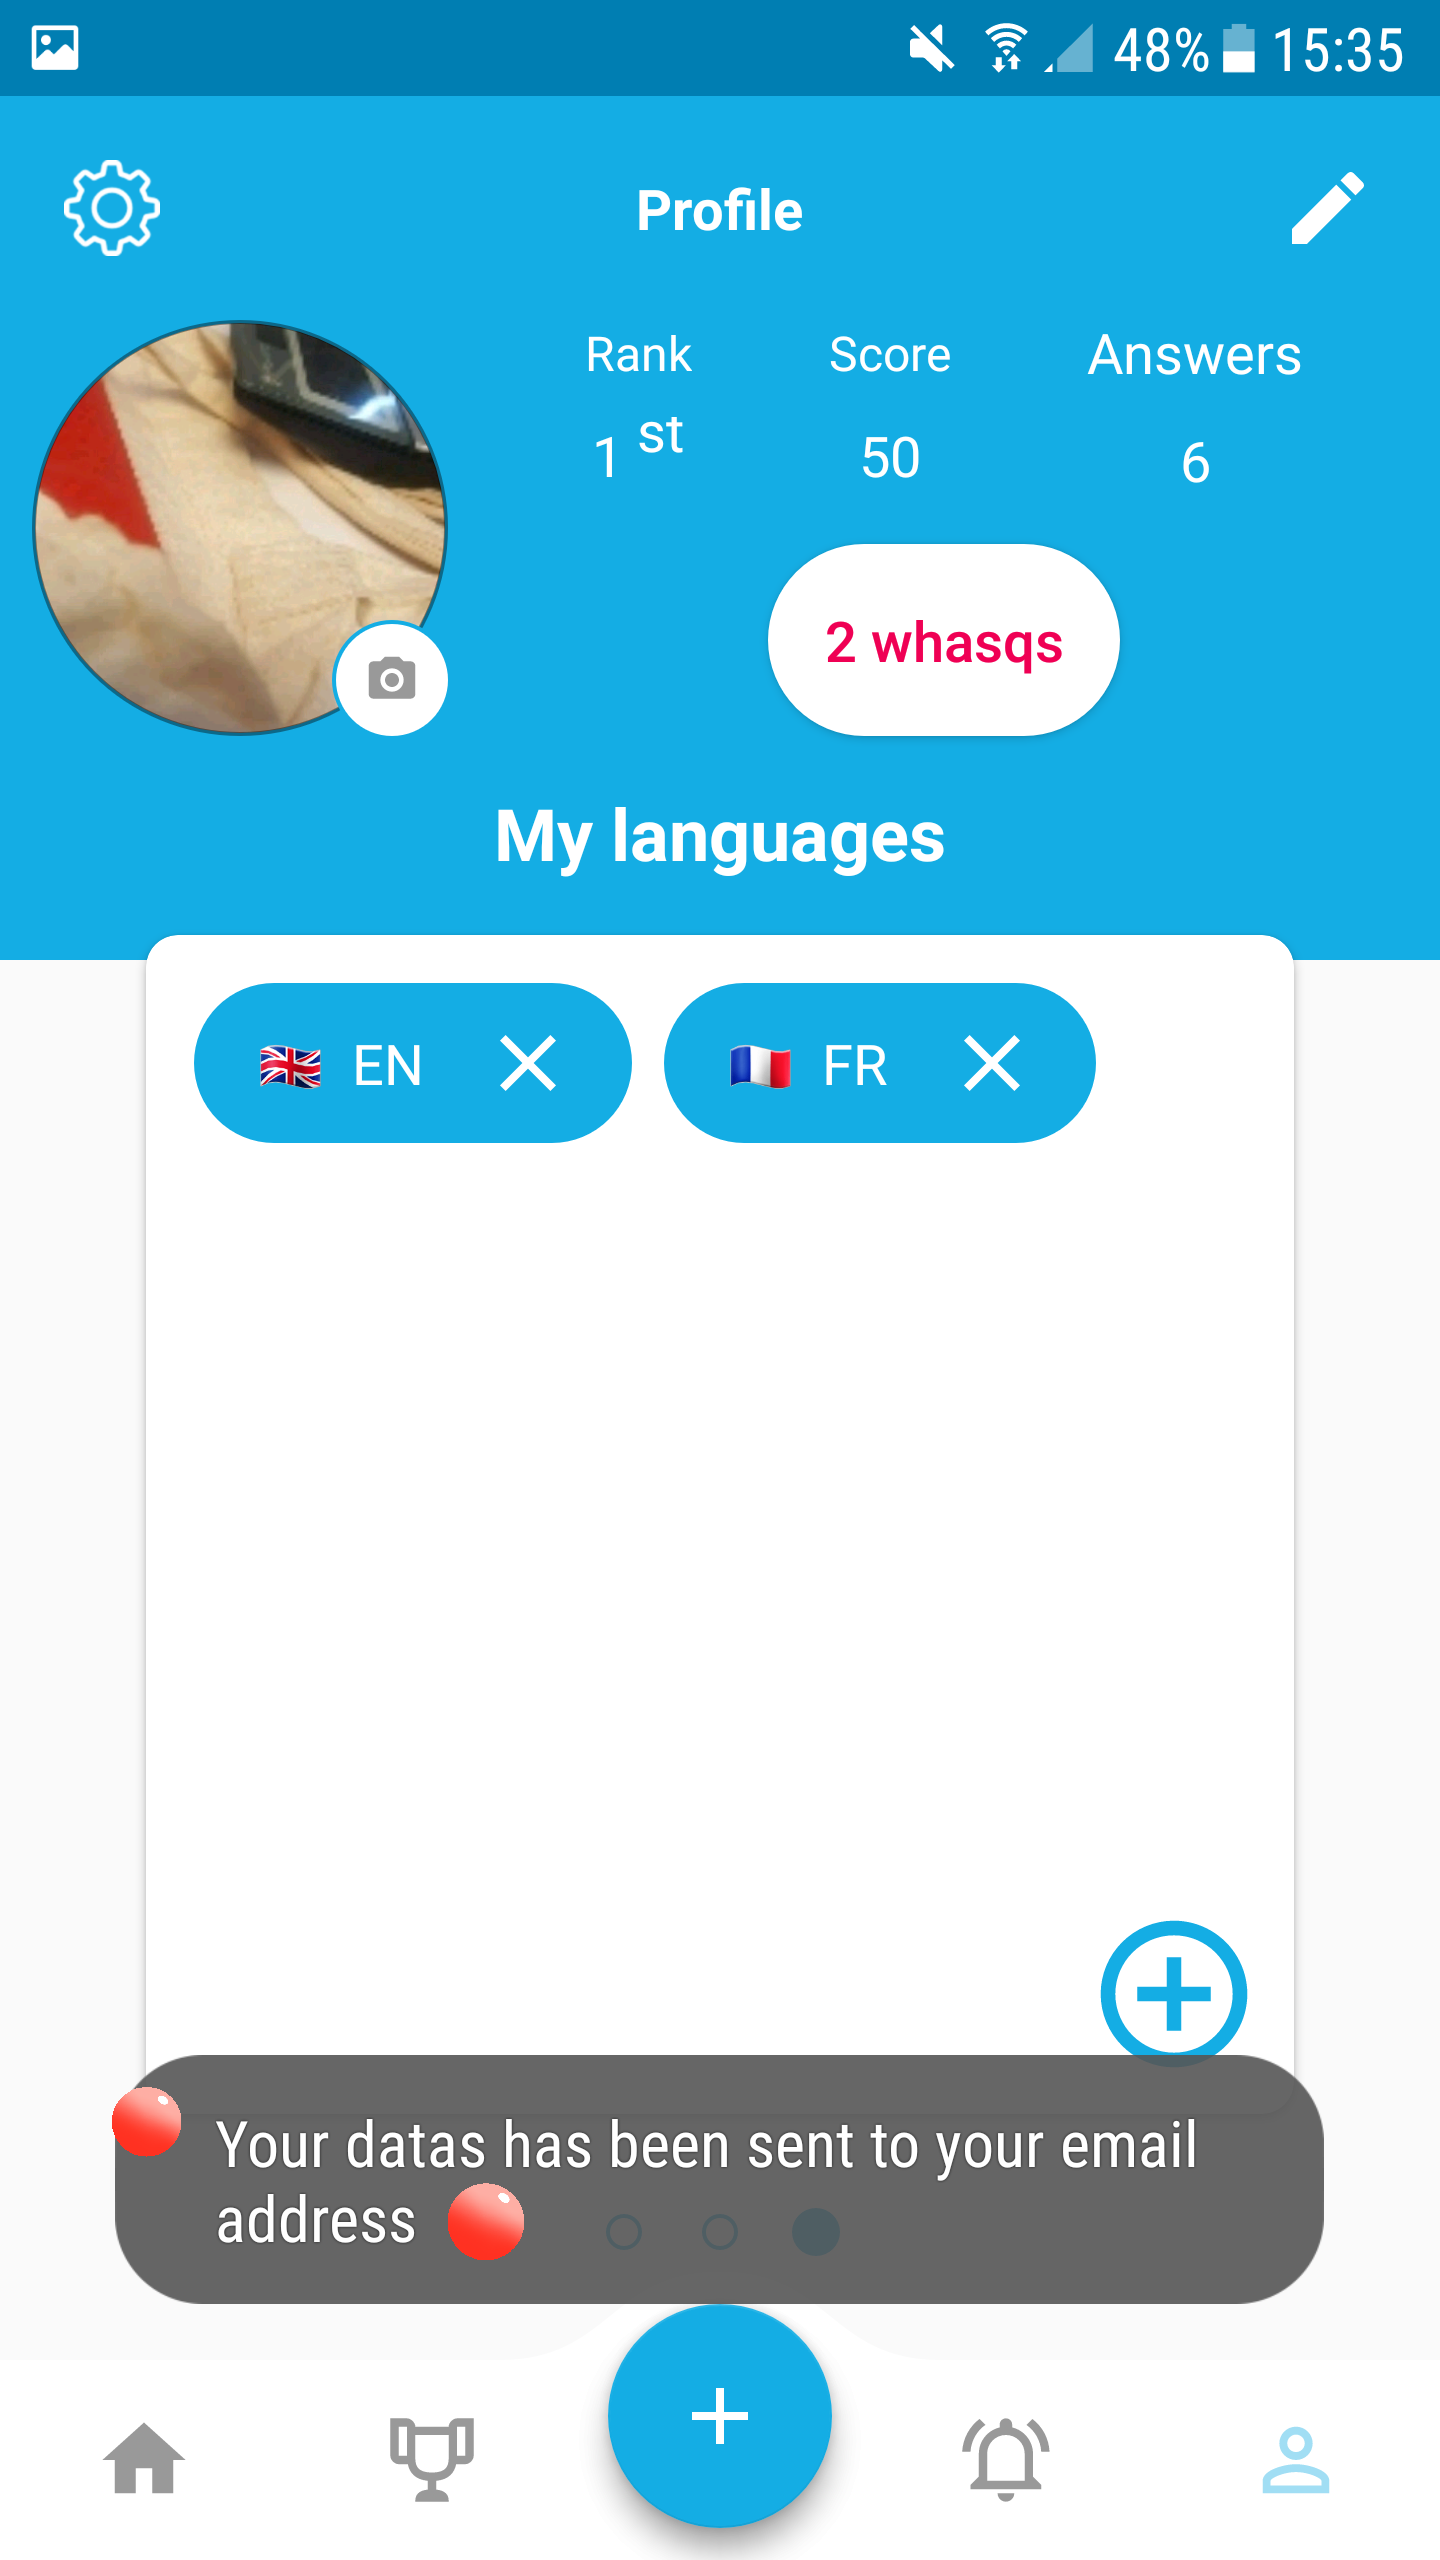 48% 15:35
Profile
Rank Score Answers
1 st 50 6
2 whasqs
My languages
EN FR
Your datas has been sent to your email
address